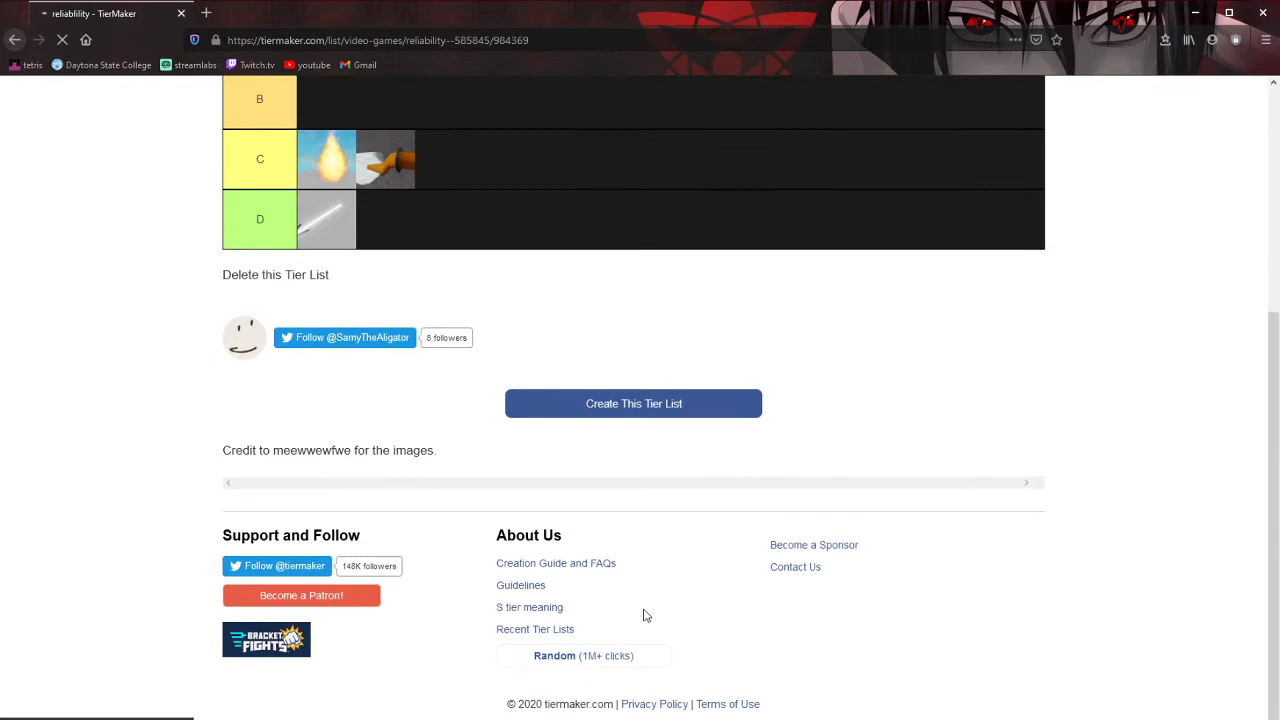 reliablility - TierMaker
https://tiermaker.com/list/video-games/reliability--585845/984369
tetris
Daytona State College
streamlabs
Twitch.tv
youtube
Gmail
B
C
D
Delete this Tier List
Follow @SamyTheAligator
8 followers
Create This Tier List
Credit to meewwewfwe for the images.
Support and Follow
About Us
Follow @tiermaker
148K followers
Become a Patron!
BRACKET
FIGHTS
Creation Guide and FAQs
Guidelines
S tier meaning
Recent Tier Lists
Random (1M+ clicks)
Become a Sponsor
Contact Us
© 2020 tiermaker.com | Privacy Policy | Terms of Use